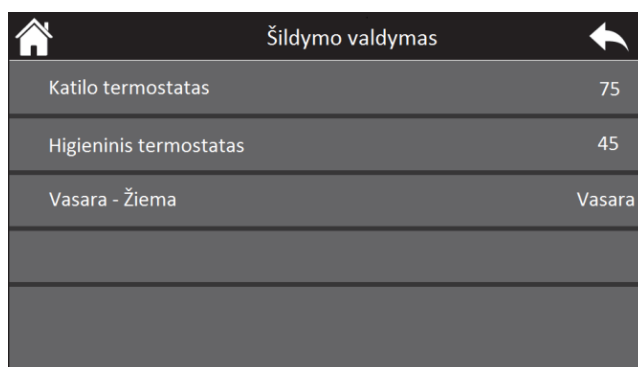 Šildymo valdymas
Katilo termostatas 75
Higieninis termostatas 45
Vasara - Žiema Vasara